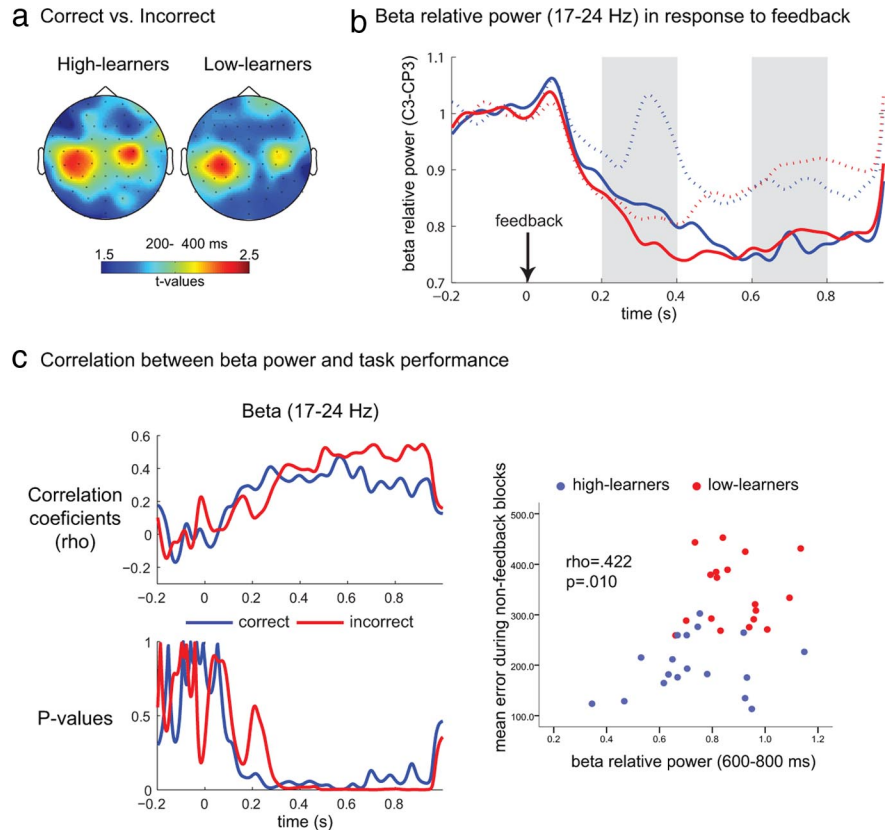 a Correct vs. Incorrect
High-learners Low-learners
200- 400 ms
1.5 2.5
t-values
b Beta relative power (17-24 Hz) in response to feedback
beta relative power (C3-CP3)
1.1
1
0.9
0.8
0.7
feedback
−0.2 0 0.2 0.4 0.6 0.8
time (s)
c Correlation between beta power and task performance
Beta (17-24 Hz)
Correlation
coeficients
(rho)
0.6
0.4
0.2
0
−0.2
-0.2 0 0.2 0.4 0.6 0.8
correct incorrect
P-values
1
0.5
0
-0.2 0 0.2 0.4 0.6 0.8
time (s)
high-learners low-learners
mean error during non-feedback blocks
500.0
400.0
300.0
200.0
100.0
rho=.422
p=.010
0.2 0.4 0.6 0.8 1.0 1.2
beta relative power (600-800 ms)